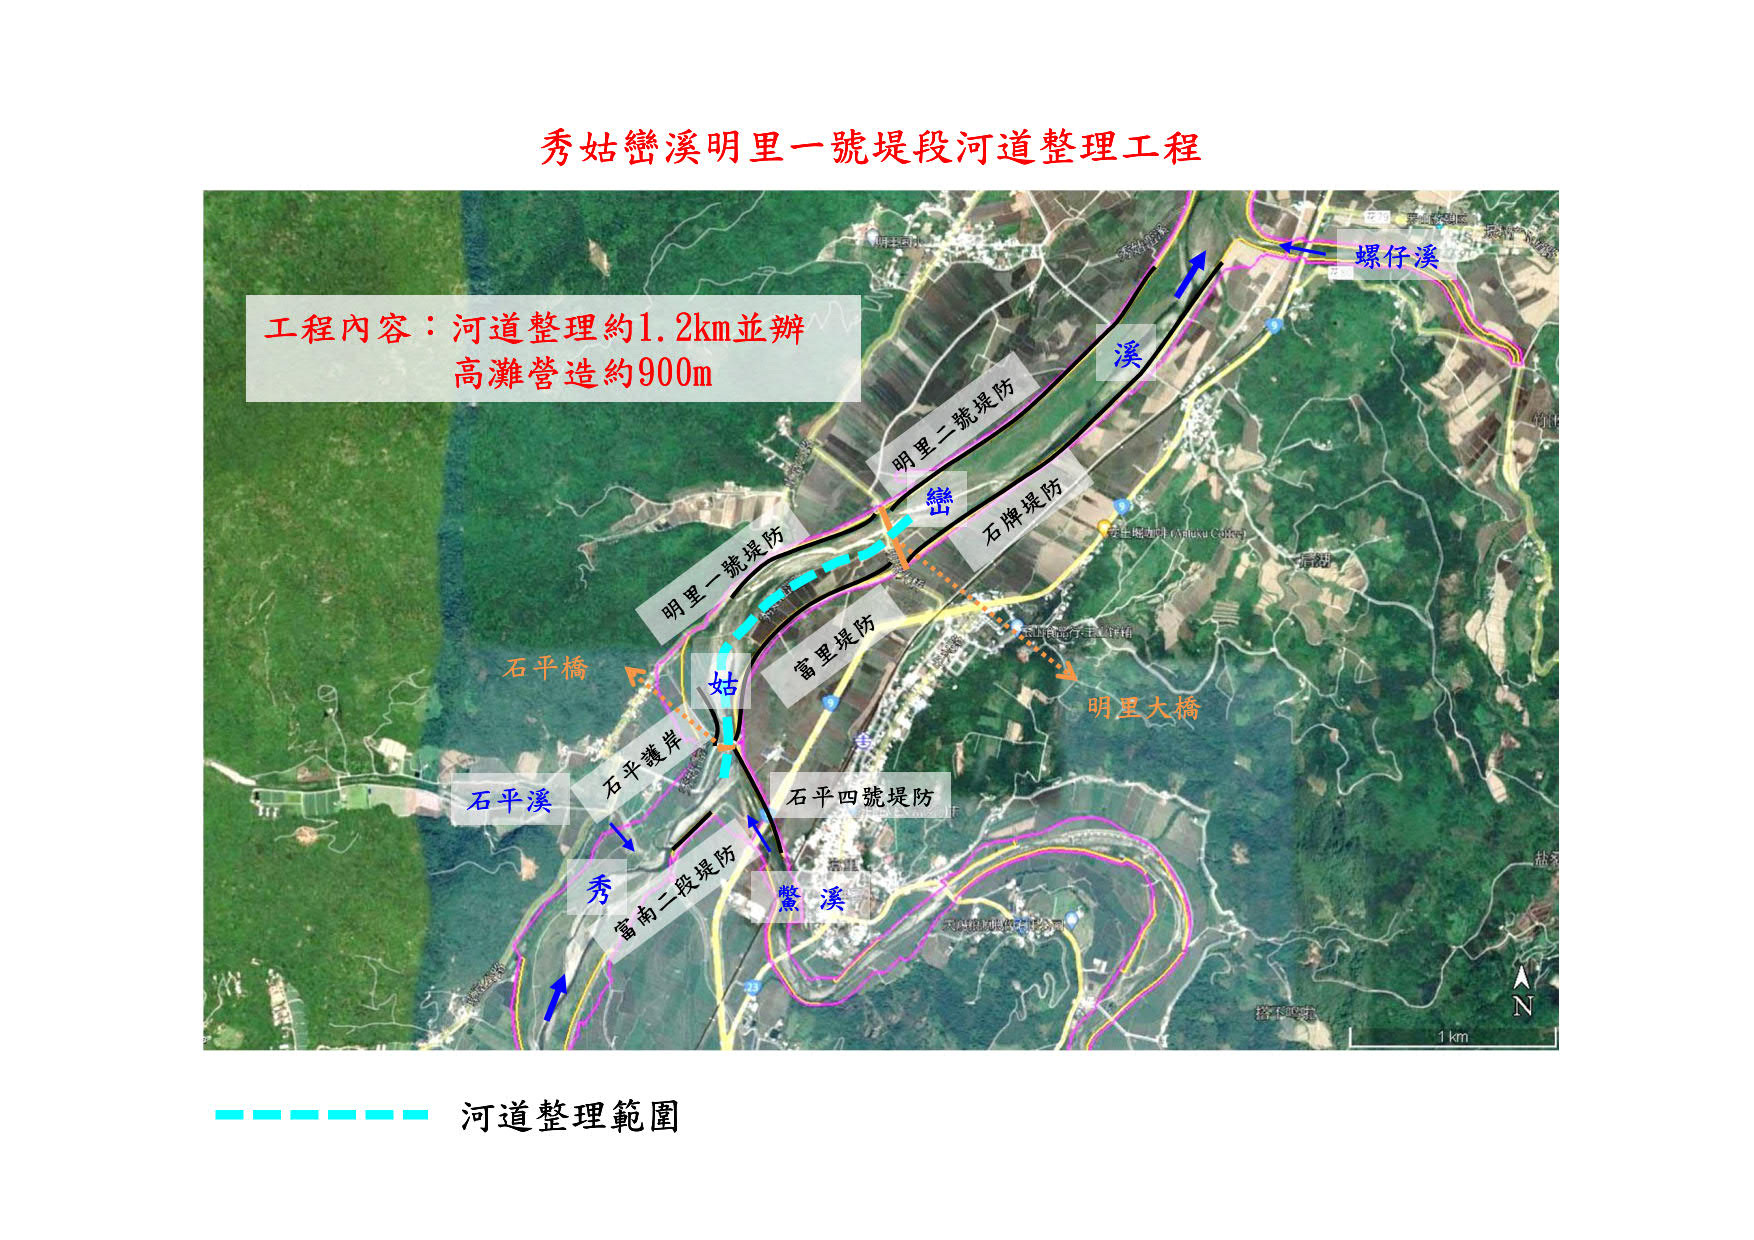 秀姑巒溪明里一號堤段河道整理工程
工程內容：河道整理約1.2km並辦
高灘營造約900m
螺仔溪
溪
明里二號堤防
巒
石牌堤防
9
9
明里一號堤防
富里堤防
石平橋
姑
9
明里大橋
石平護岸
石平溪
石平四號堤防
秀
富南二段堤防
鱉 溪
23
N
1 km
河道整理範圍